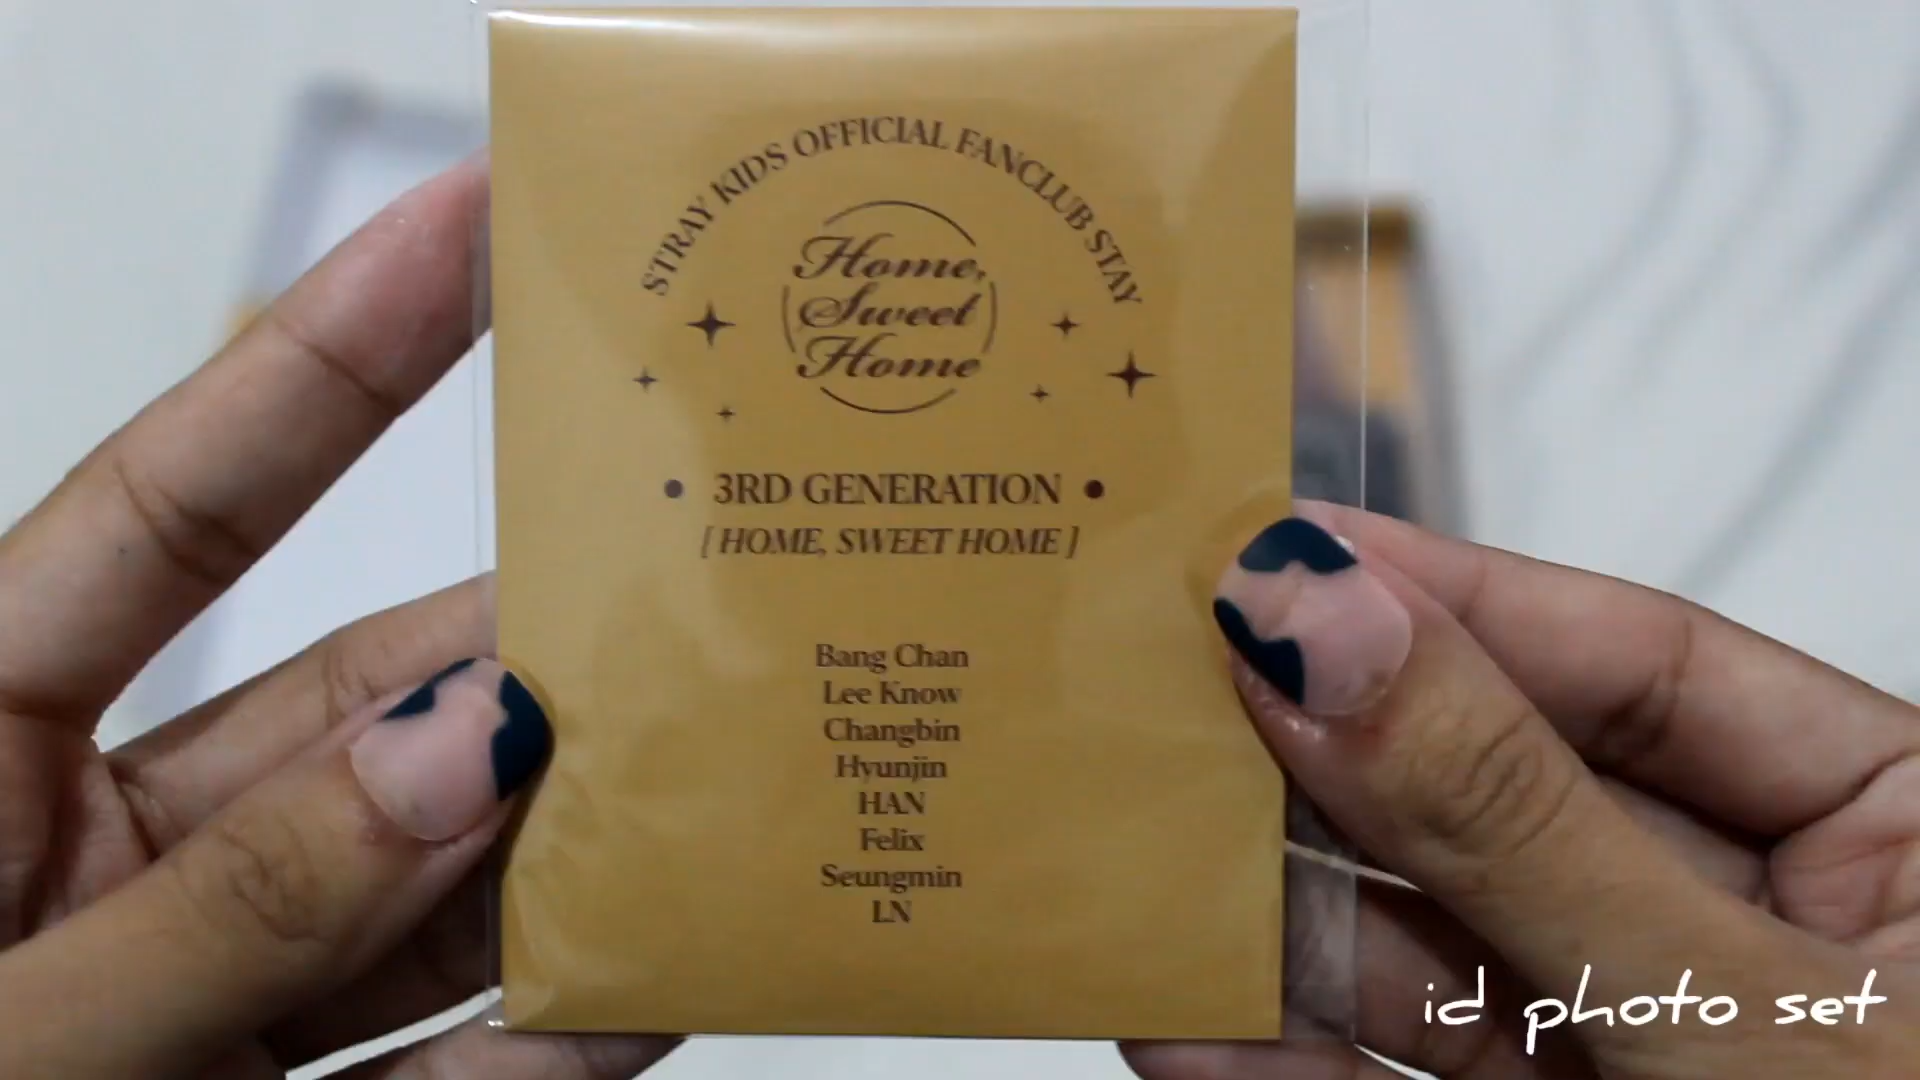 STRAY KIDS OFFICIAL FANCLUB STAY
Home,
Sweet
Home
• 3RD GENERATION •
[ HOME, SWEET HOME ]
Bang Chan
Lee Know
Changbin
Hyunjin
HAN
Felix
Seungmin
I.N
id photo set